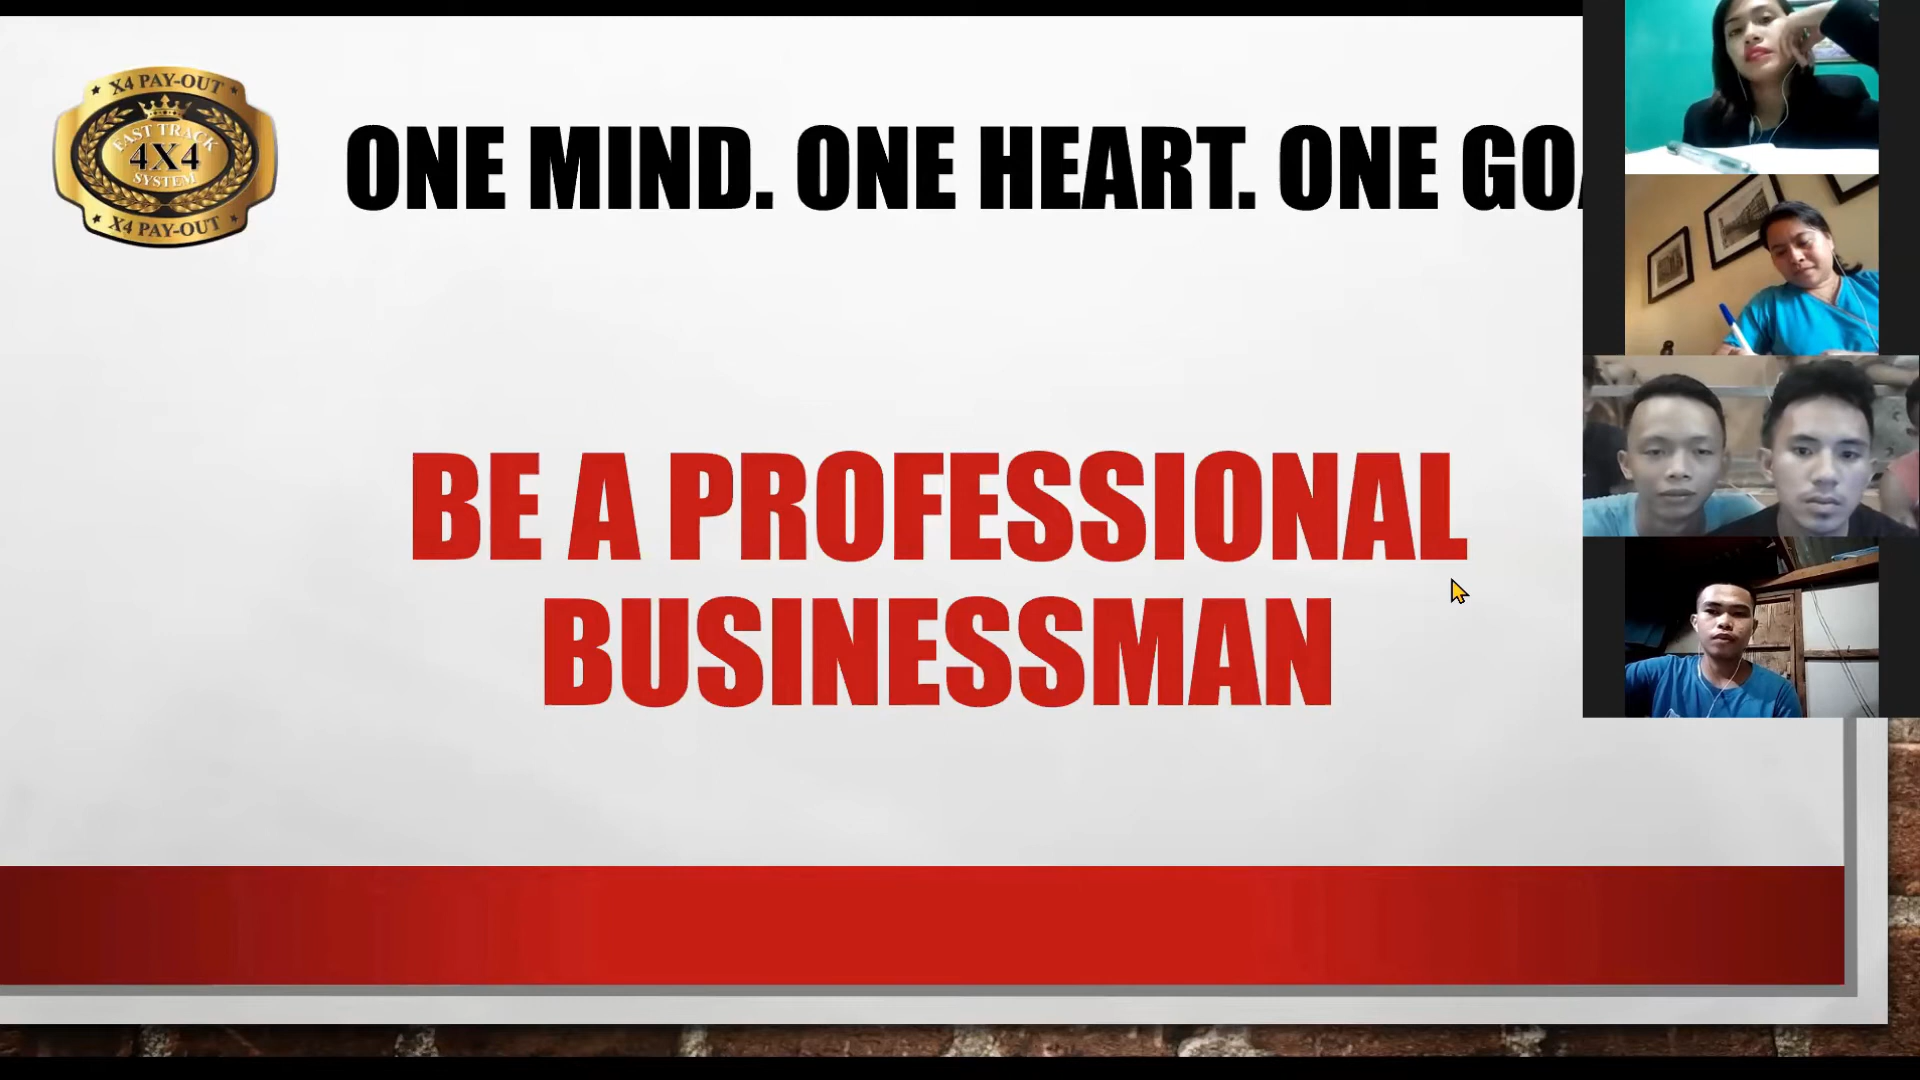 X4 PAY-OUT
FAST TRACK
4X4
SYSTEM
X4 PAY-OUT
ONE MIND. ONE HEART. ONE GO
BE A PROFESSIONAL
BUSINESSMAN